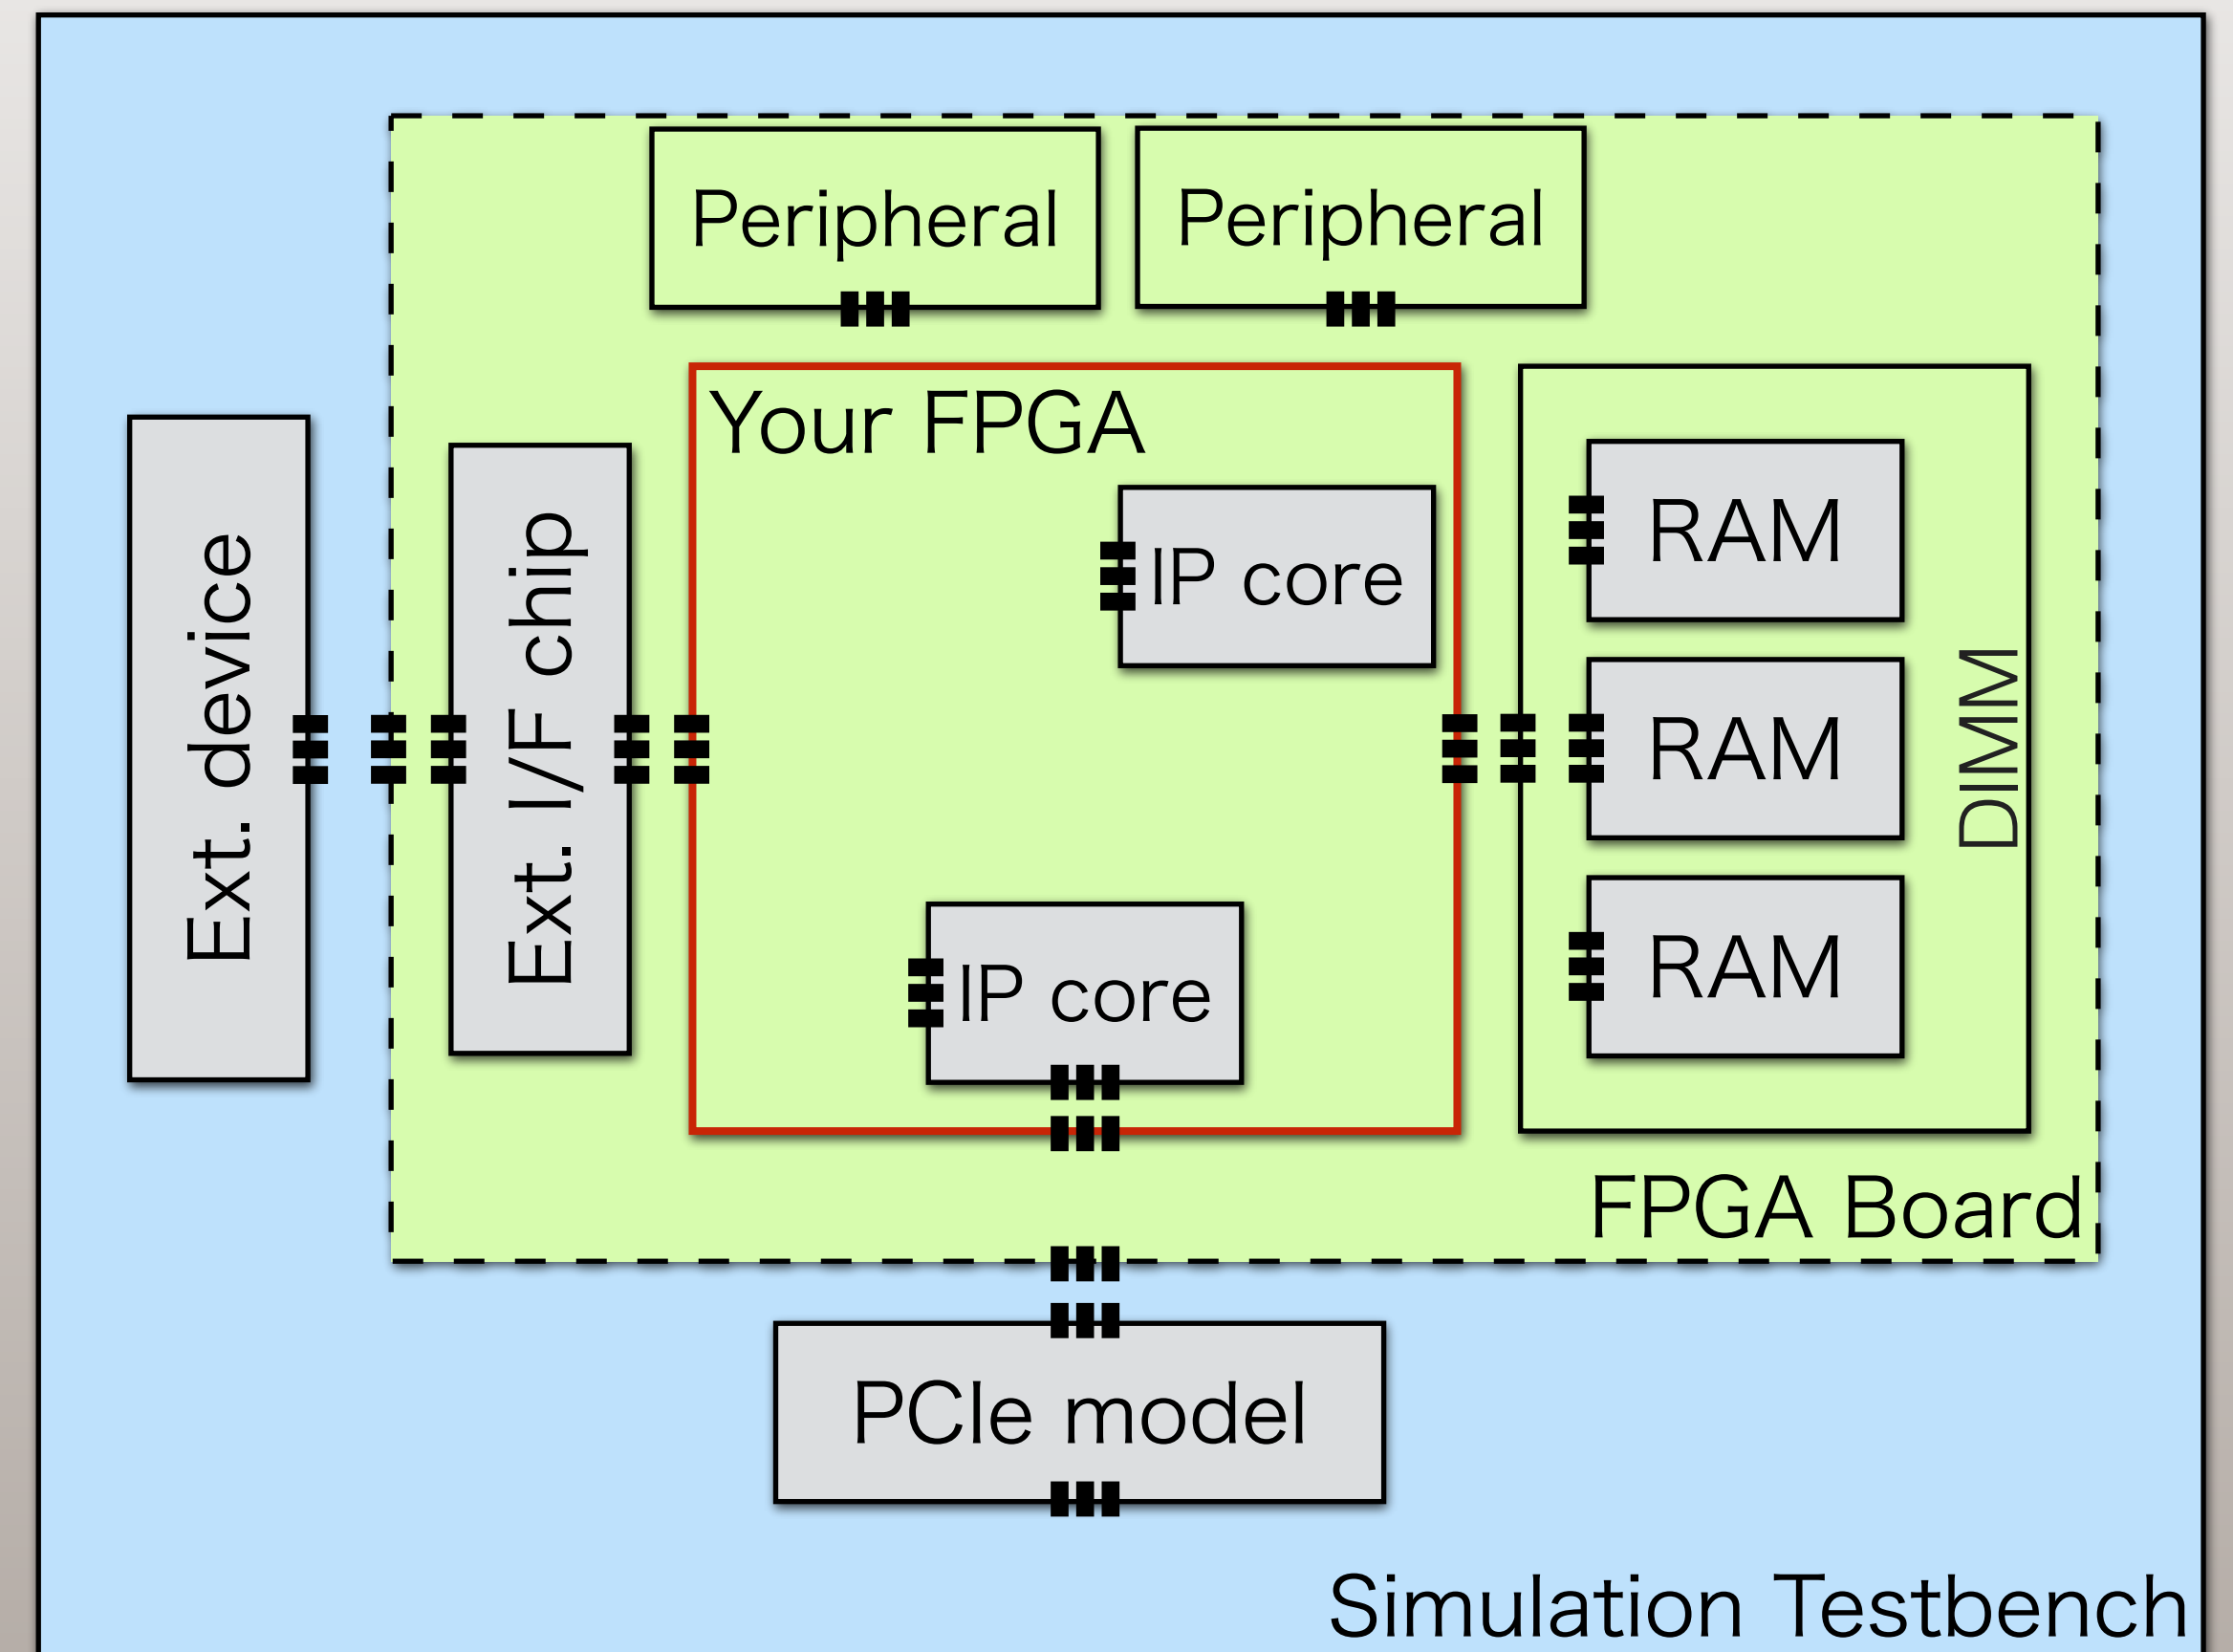 Peripheral
Peripheral
Your FPGA
Ext. device
Ext. I/F chip
IP core
RAM
RAM
DIMM
IP core
RAM
FPGA Board
PCIe model
Simulation Testbench